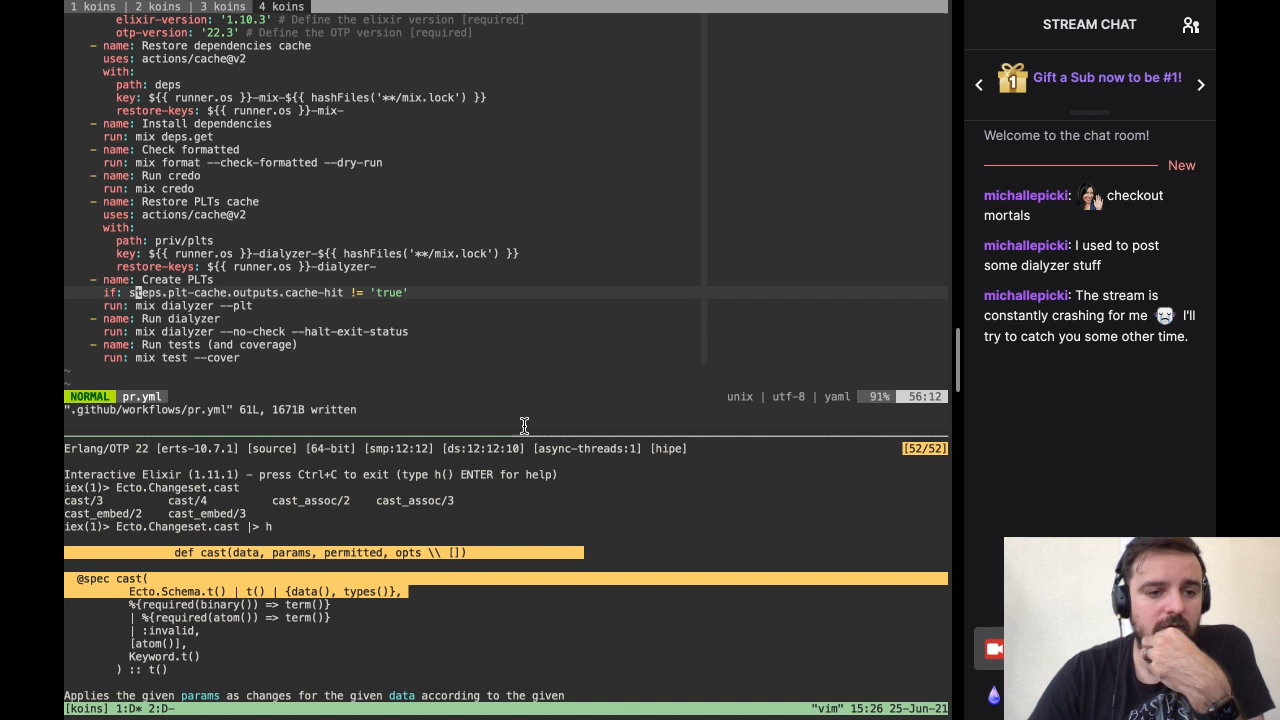 1 koins | 2 koins | 3 koins | 4 koins
elixir-version: '1.10.3' # Define the elixir version [required]
otp-version: '22.3' # Define the OTP version [required]
- name: Restore dependencies cache
uses: actions/cache@v2
with:
path: deps
key: ${{ runner.os }}-mix-${{ hashFiles('**/mix.lock') }}
restore-keys: ${{ runner.os }}-mix-
- name: Install dependencies
run: mix deps.get
- name: Check formatted
run: mix format --check-formatted --dry-run
- name: Run credo
run: mix credo
- name: Restore PLTs cache
uses: actions/cache@v2
with:
path: priv/plts
key: ${{ runner.os }}-dialyzer-${{ hashFiles('**/mix.lock') }}
restore-keys: ${{ runner.os }}-dialyzer-
- name: Create PLTs
if: steps.plt-cache.outputs.cache-hit != 'true'
run: mix dialyzer --plt
- name: Run dialyzer
run: mix dialyzer --no-check --halt-exit-status
- name: Run tests (and coverage)
run: mix test --cover
~
~
NORMAL pr.yml unix | utf-8 | yaml 91% 56:12
".github/workflows/pr.yml" 61L, 1671B written
Erlang/OTP 22 [erts-10.7.1] [source] [64-bit] [smp:12:12] [ds:12:12:10] [async-threads:1] [hipe] [52/52]
Interactive Elixir (1.11.1) - press Ctrl+C to exit (type h() ENTER for help)
iex(1)> Ecto.Changeset.cast
cast/3 cast/4 cast_assoc/2 cast_assoc/3
cast_embed/2 cast_embed/3
iex(1)> Ecto.Changeset.cast |> h
def cast(data, params, permitted, opts \\ [])
@spec cast(
Ecto.Schema.t() | t() | {data(), types()},
%{required(binary()) => term()}
| %{required(atom()) => term()}
| :invalid,
[atom()],
Keyword.t()
) :: t()
Applies the given params as changes for the given data according to the given
[koins] 1:D* 2:D- "vim" 15:26 25-Jun-21
STREAM CHAT
1 Gift a Sub now to be #1!
Welcome to the chat room!
New
michallepicki: checkout
mortals
michallepicki: I used to post
some dialyzer stuff
michallepicki: The stream is
constantly crashing for me I'll
try to catch you some other time.